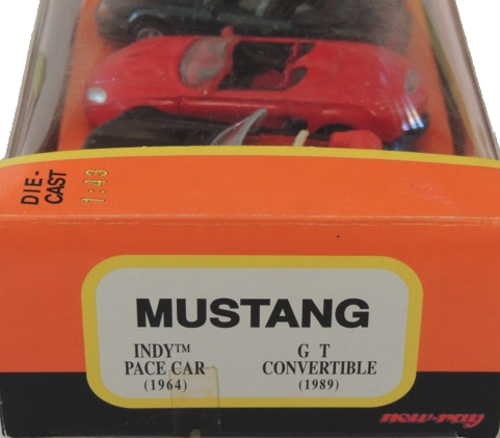 DIE-
CAST
1:43
MUSTANG
INDY™
PACE CAR
(1964)
G T
CONVERTIBLE
(1989)
new-ray